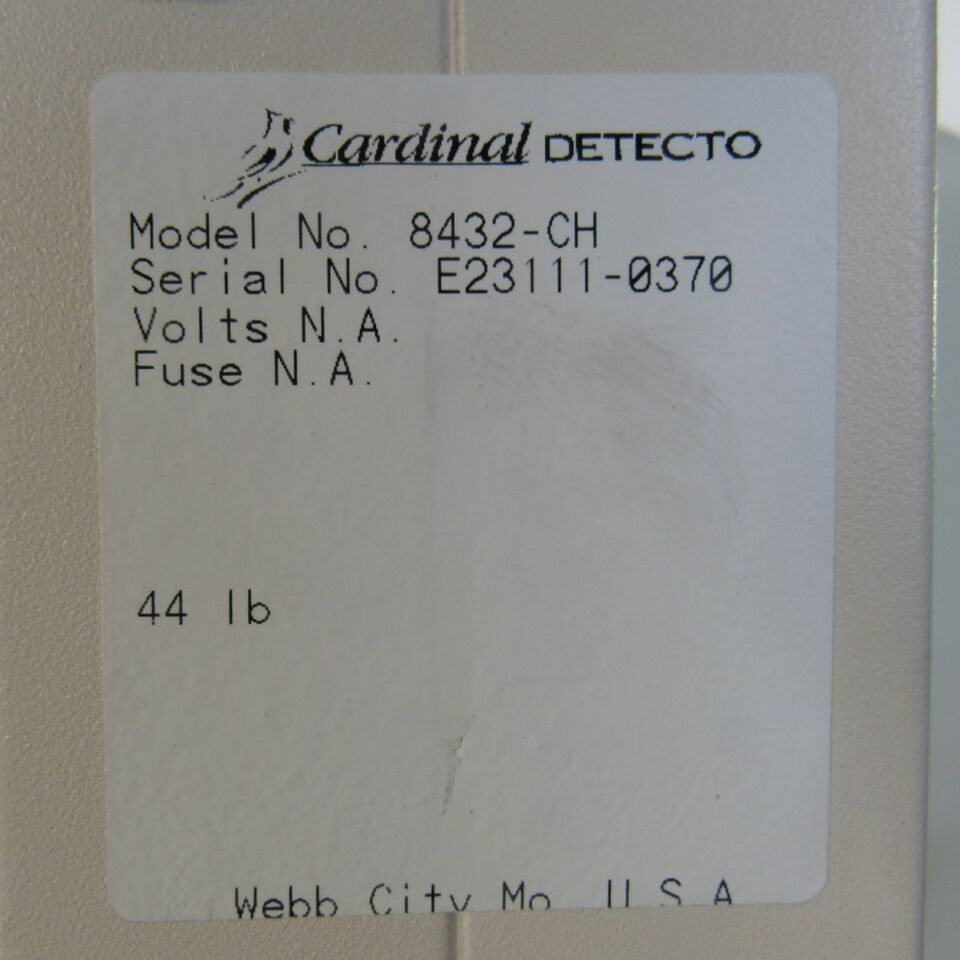 Cardinal DETECTO
Model No. 8432-CH
Serial No. E23111-0370
Volts N.A.
Fuse N.A.
44 lb
Webb City Mo. U.S.A.